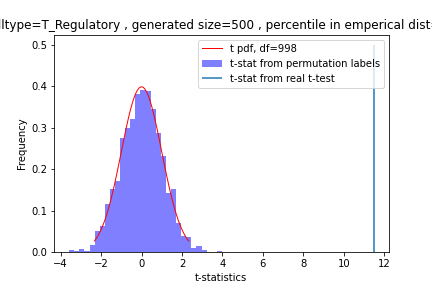 lltype=T_Regulatory , generated size=500 , percentile in emperical dist=
t pdf, df=998
t-stat from permutation labels
t-stat from real t-test
Frequency
0.5
0.4
0.3
0.2
0.1
0.0
−4 −2 0 2 4 6 8 10 12
t-statistics